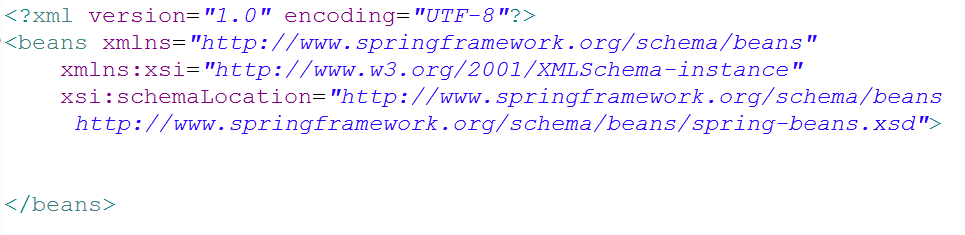 <?xml version="1.0" encoding="UTF-8"?>
<beans xmlns="http://www.springframework.org/schema/beans"
    xmlns:xsi="http://www.w3.org/2001/XMLSchema-instance"
    xsi:schemaLocation="http://www.springframework.org/schema/beans
     http://www.springframework.org/schema/beans/spring-beans.xsd">
</beans>